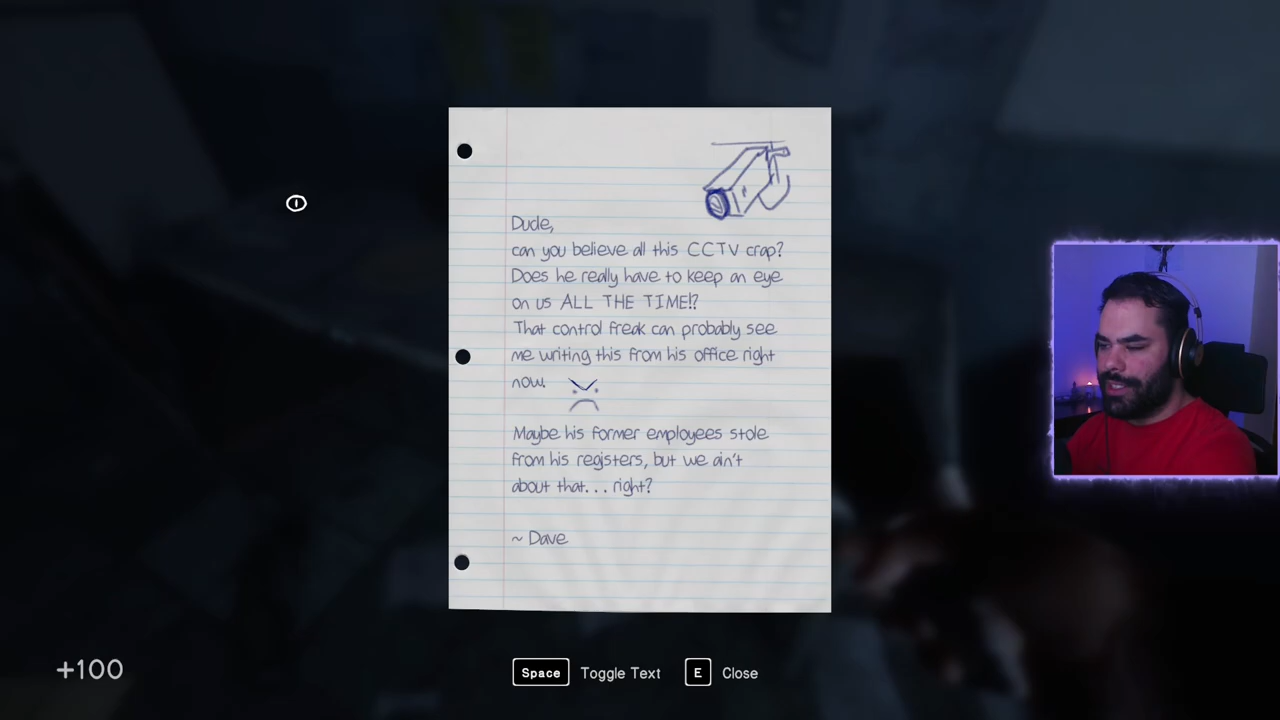 Dude,
can you believe all this CCTV crap?
Does he really have to keep an eye
on us ALL THE TIME!?
That control freak can probably see
me writing this from his office right
now.
Maybe his former employees stole
from his registers, but we ain't
about that... right?
~ Dave
+100
Space Toggle Text E Close